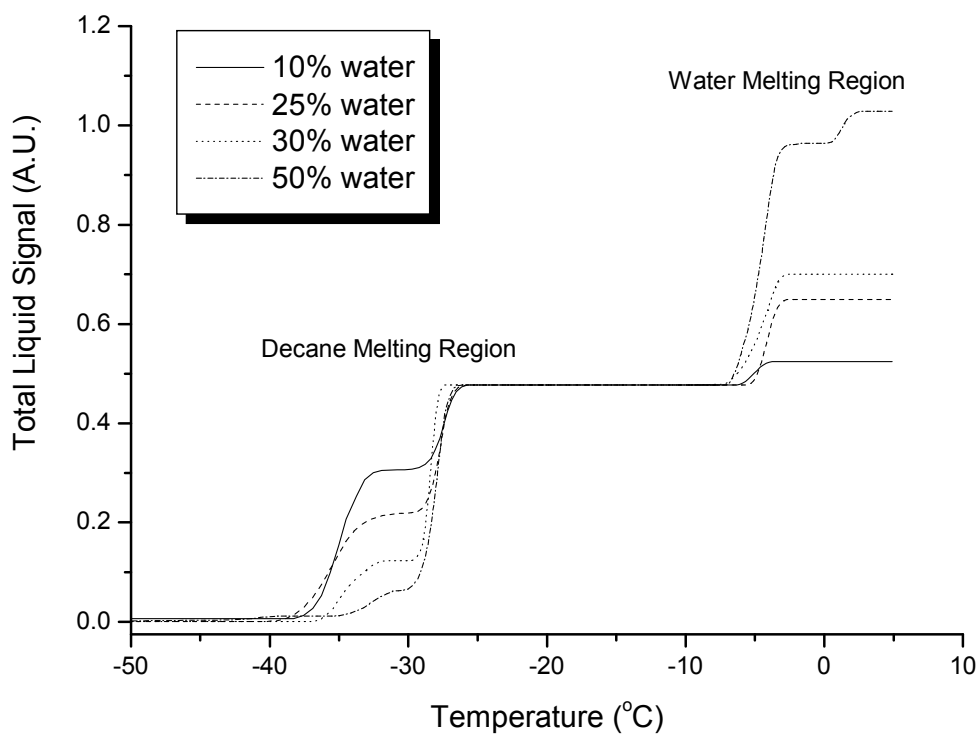 1.2
1.0
0.8
0.6
0.4
0.2
0.0
Total Liquid Signal (A.U.)
10% water
25% water
30% water
50% water
Water Melting Region
Decane Melting Region
-50 -40 -30 -20 -10 0 10
Temperature (°C)